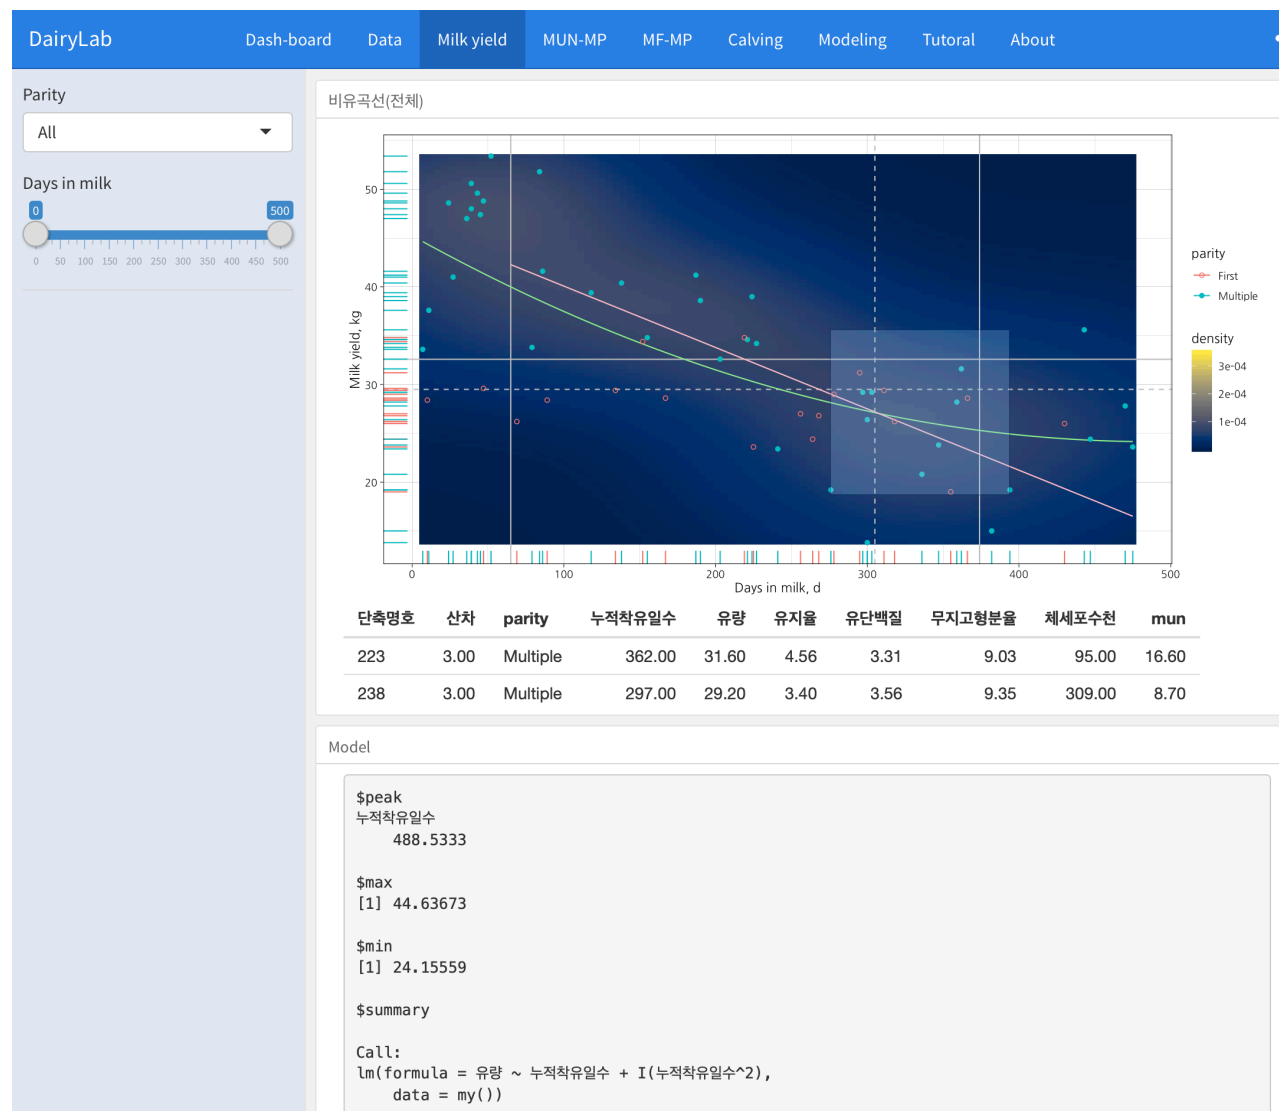 DairyLab Dash-board Data Milk yield MUN-MP MF-MP Calving Modeling Tutoral About
Parity
All
Days in milk
0 500
0 50 100 150 200 250 300 350 400 450 500
비유곡선(전체)
50
40
30
20
Milk yield, kg
0 100 200 300 400 500
Days in milk, d
parity
First
Multiple
density
3e-04
2e-04
1e-04
단축명호 산차 parity 누적착유일수 유량 유지율 유단백질 무지고형분율 체세포수천 mun
223 3.00 Multiple 362.00 31.60 4.56 3.31 9.03 95.00 16.60
238 3.00 Multiple 297.00 29.20 3.40 3.56 9.35 309.00 8.70
Model
$peak
누적착유일수
488.5333
$max
[1] 44.63673
$min
[1] 24.15559
$summary
Call:
lm(formula = 유량 ~ 누적착유일수 + I(누적착유일수^2),
data = my())